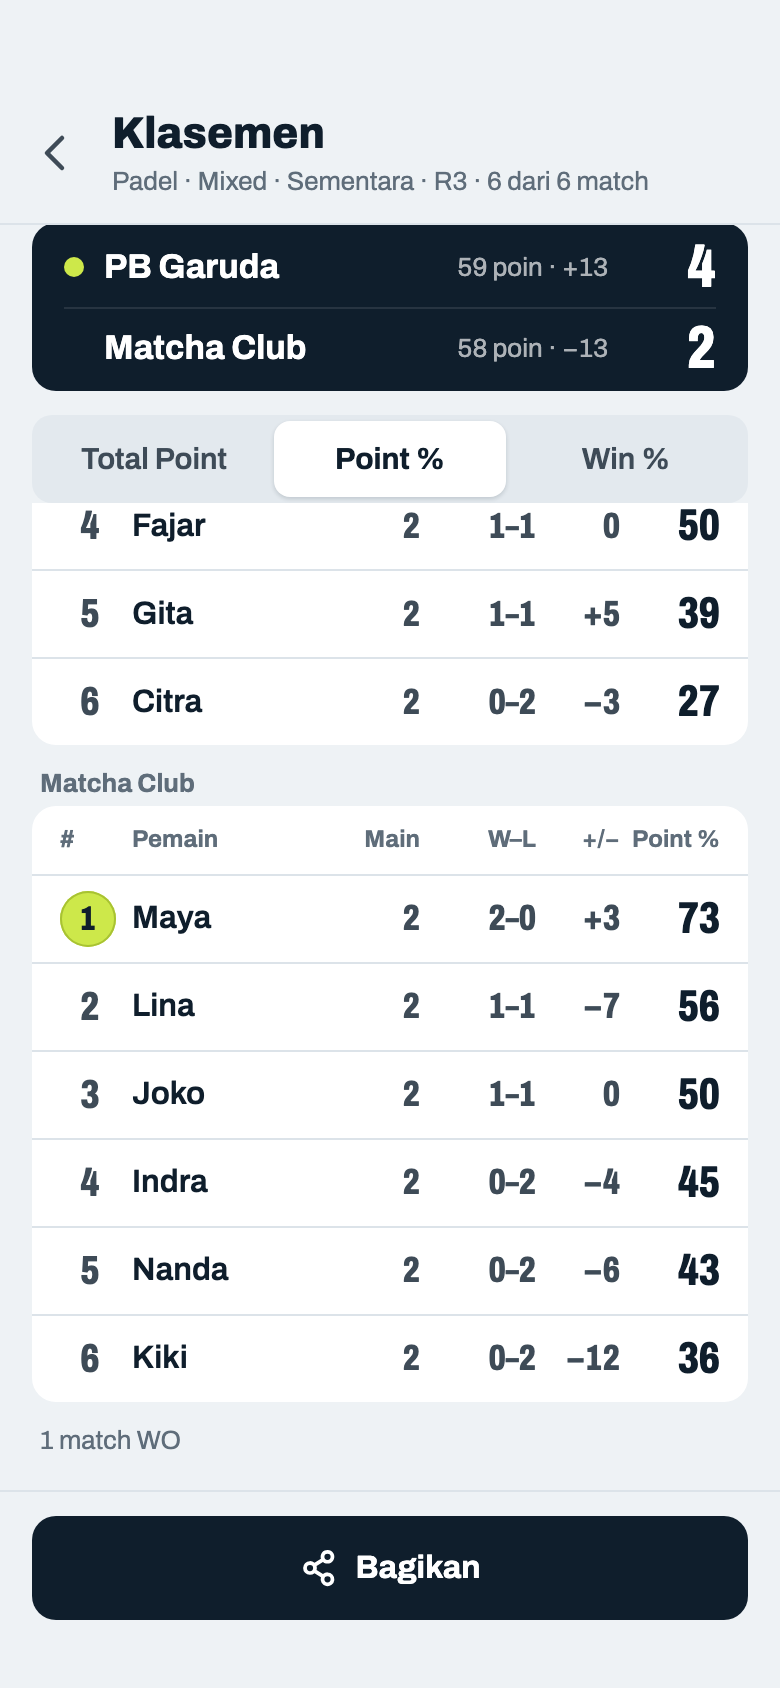 Klasemen
Padel · Mixed · Sementara · R3 · 6 dari 6 match
PB Garuda 59 poin · +13 4
Matcha Club 58 poin · −13 2
Total Point Point % Win %
4 Fajar 2 1–1 0 50
5 Gita 2 1–1 +5 39
6 Citra 2 0–2 −3 27
Matcha Club
# Pemain Main W–L +/− Point %
1 Maya 2 2–0 +3 73
2 Lina 2 1–1 −7 56
3 Joko 2 1–1 0 50
4 Indra 2 0–2 −4 45
5 Nanda 2 0–2 −6 43
6 Kiki 2 0–2 −12 36
1 match WO
Bagikan